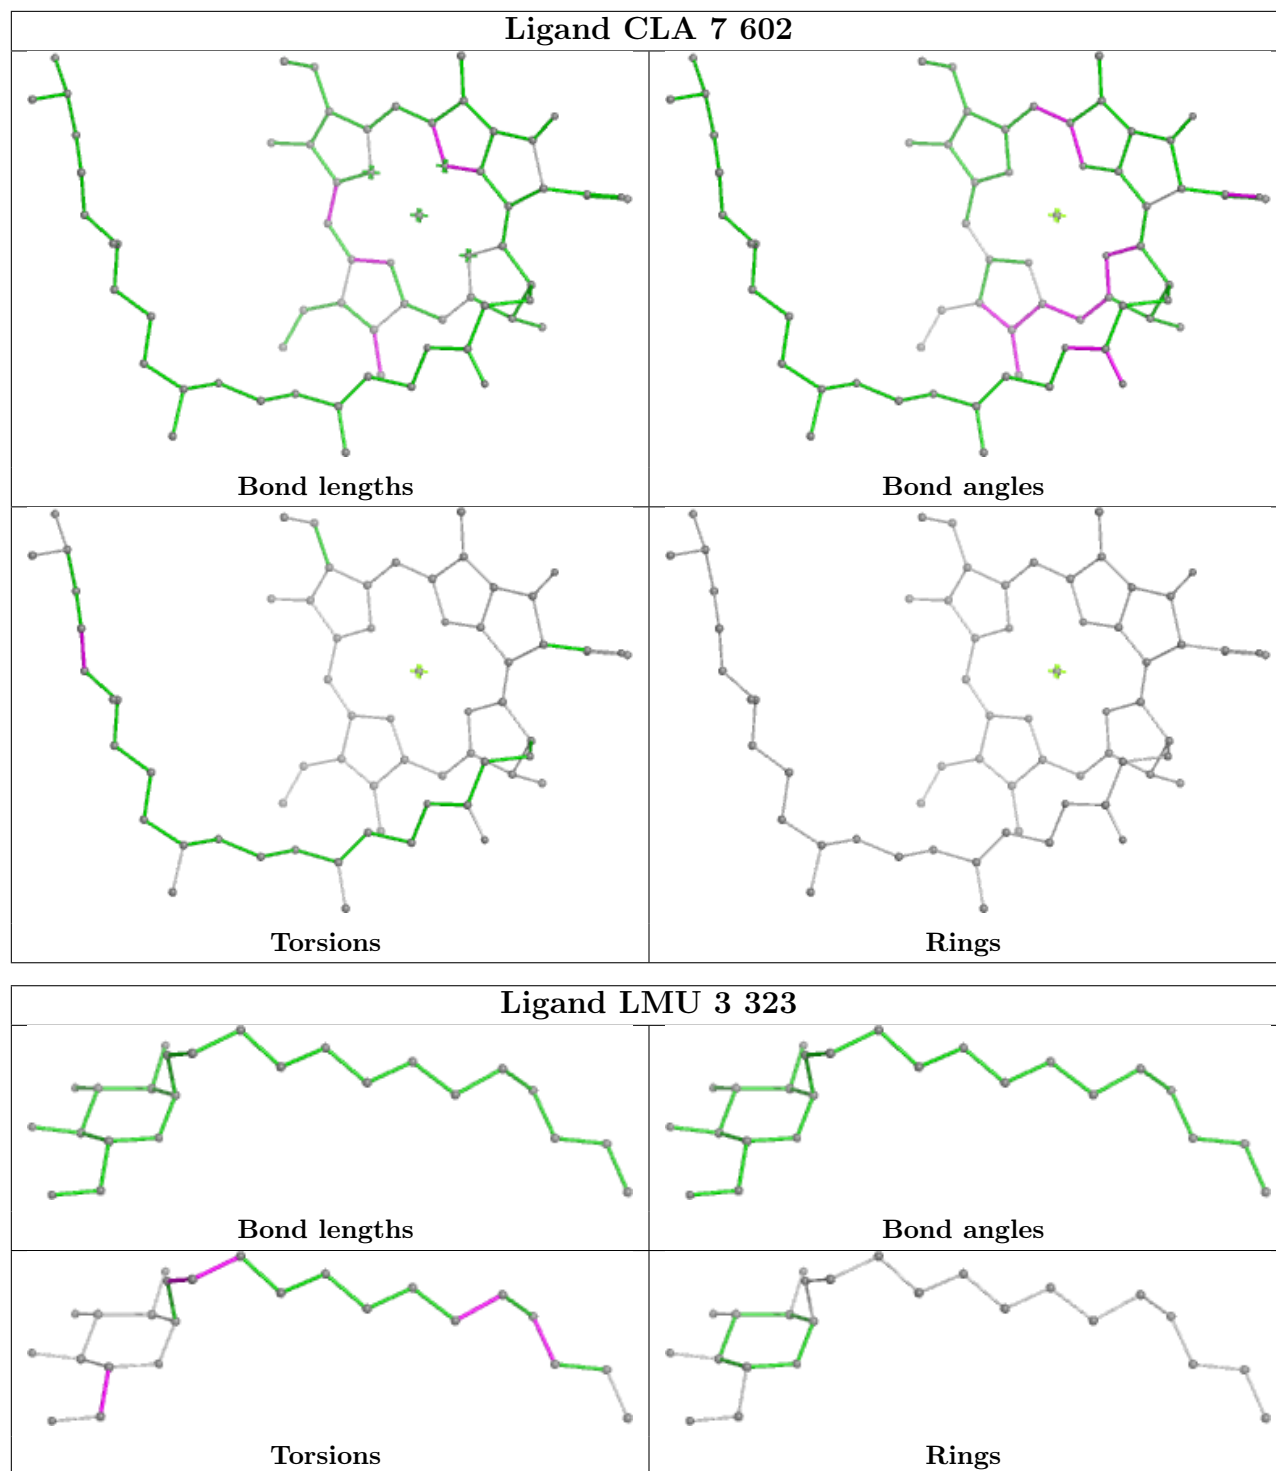 Ligand CLA 7 602
Bond lengths
Bond angles
Torsions
Rings
Ligand LMU 3 323
Bond lengths
Bond angles
Torsions
Rings